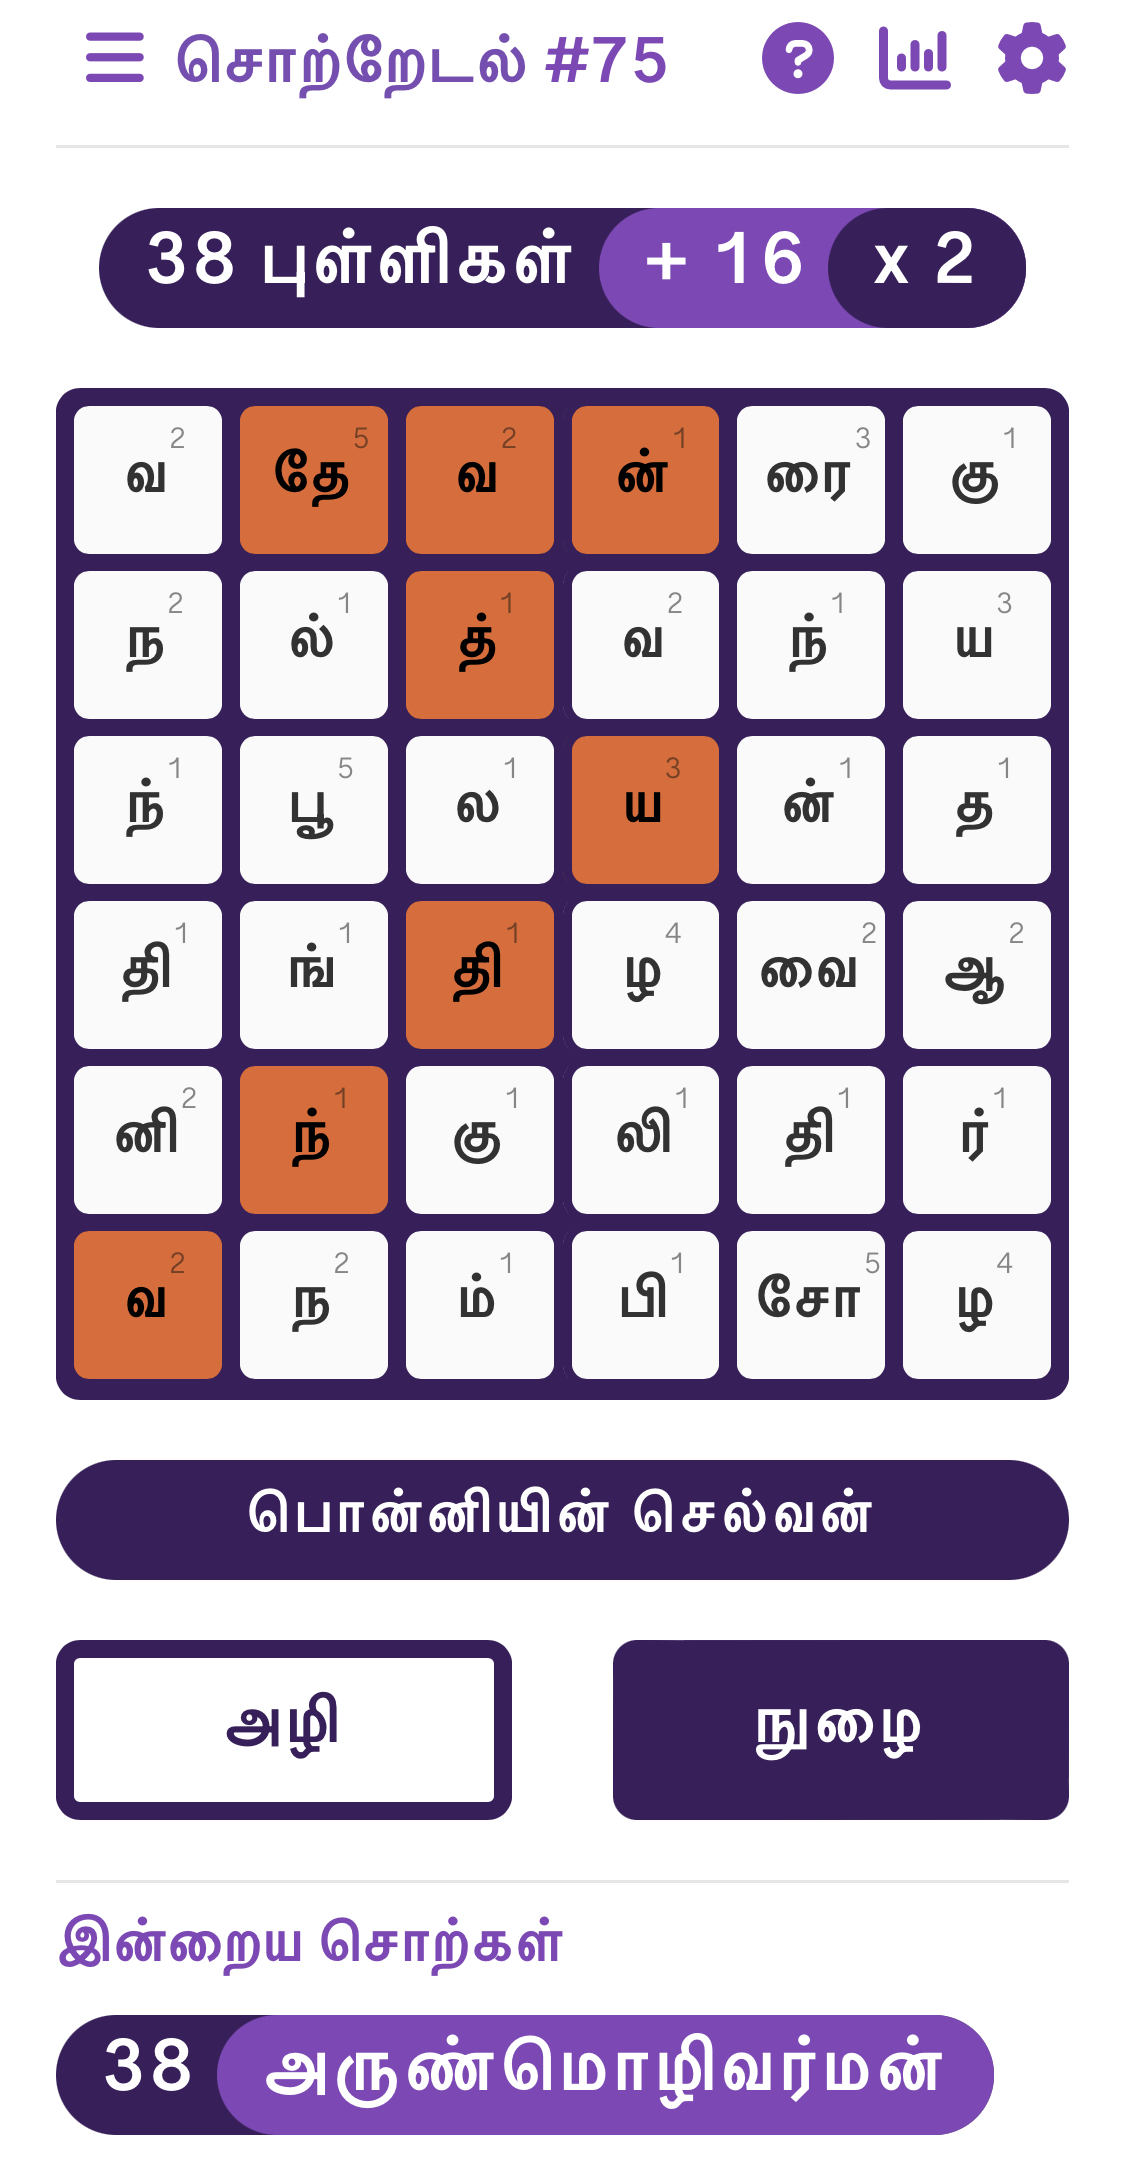 சொற்றேடல் #75
38 புள்ளிகள் + 16 x 2
வ 2 தே 5 வ 2 ன் 1 ரை 3 கு 1
ந 2 ல் 1 த் 1 வ 2 ந் 1 ய 3
ந் 1 பூ 5 ல 1 ய 3 ன் 1 த 1
தி 1 ங் 1 தி 1 ழ 4 வை 2 ஆ 2
னி 2 ந் 1 கு 1 லி 1 தி 1 ர் 1
வ 2 ந 2 ம் 1 பி 1 சோ 5 ழ 4
பொன்னியின் செல்வன்
அழி நுழை
இன்றைய சொற்கள்
38 அருண்மொழிவர்மன்